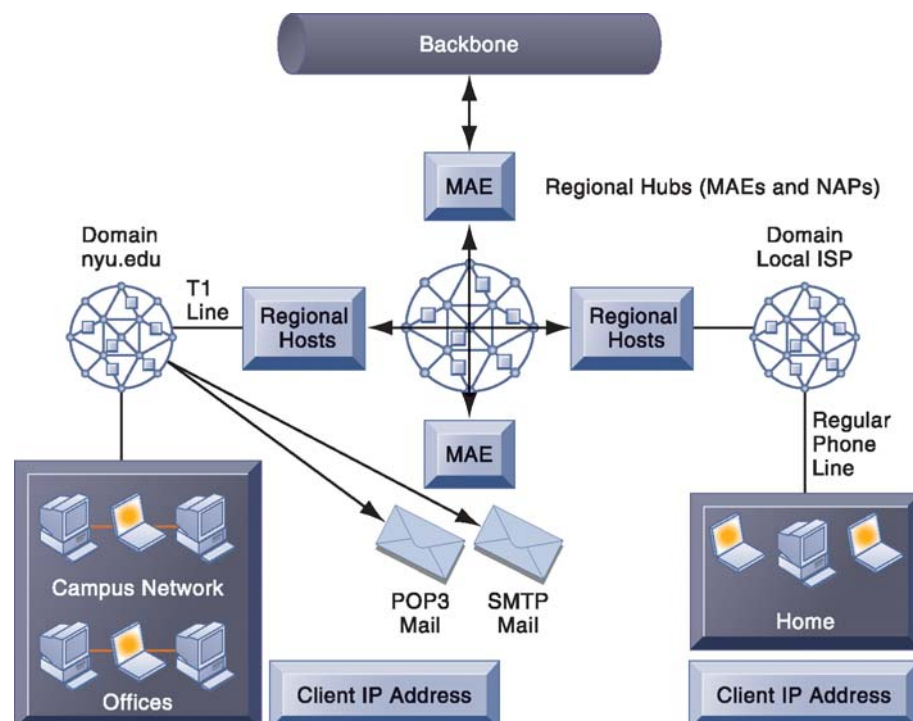 Backbone
MAE
Regional Hubs (MAEs and NAPs)
Domain
nyu.edu
Domain
Local ISP
T1
Line
Regional
Hosts
Regional
Hosts
MAE
Regular
Phone
Line
Campus Network
POP3
Mail
SMTP
Mail
Home
Offices
Client IP Address
Client IP Address